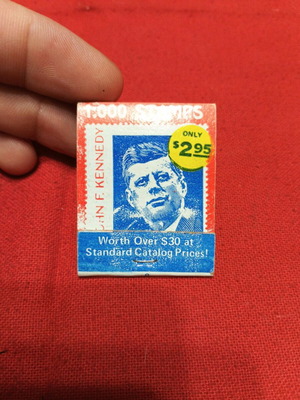 1.000 STAMPS
ONLY
$2.95
JOHN F. KENNEDY
Worth Over $30 at
Standard Catalog Prices!